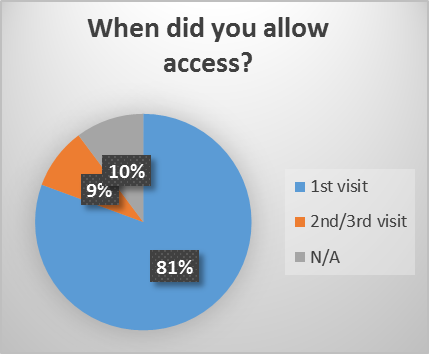 When did you allow
access?
10%
9%
81%
1st visit
2nd/3rd visit
N/A